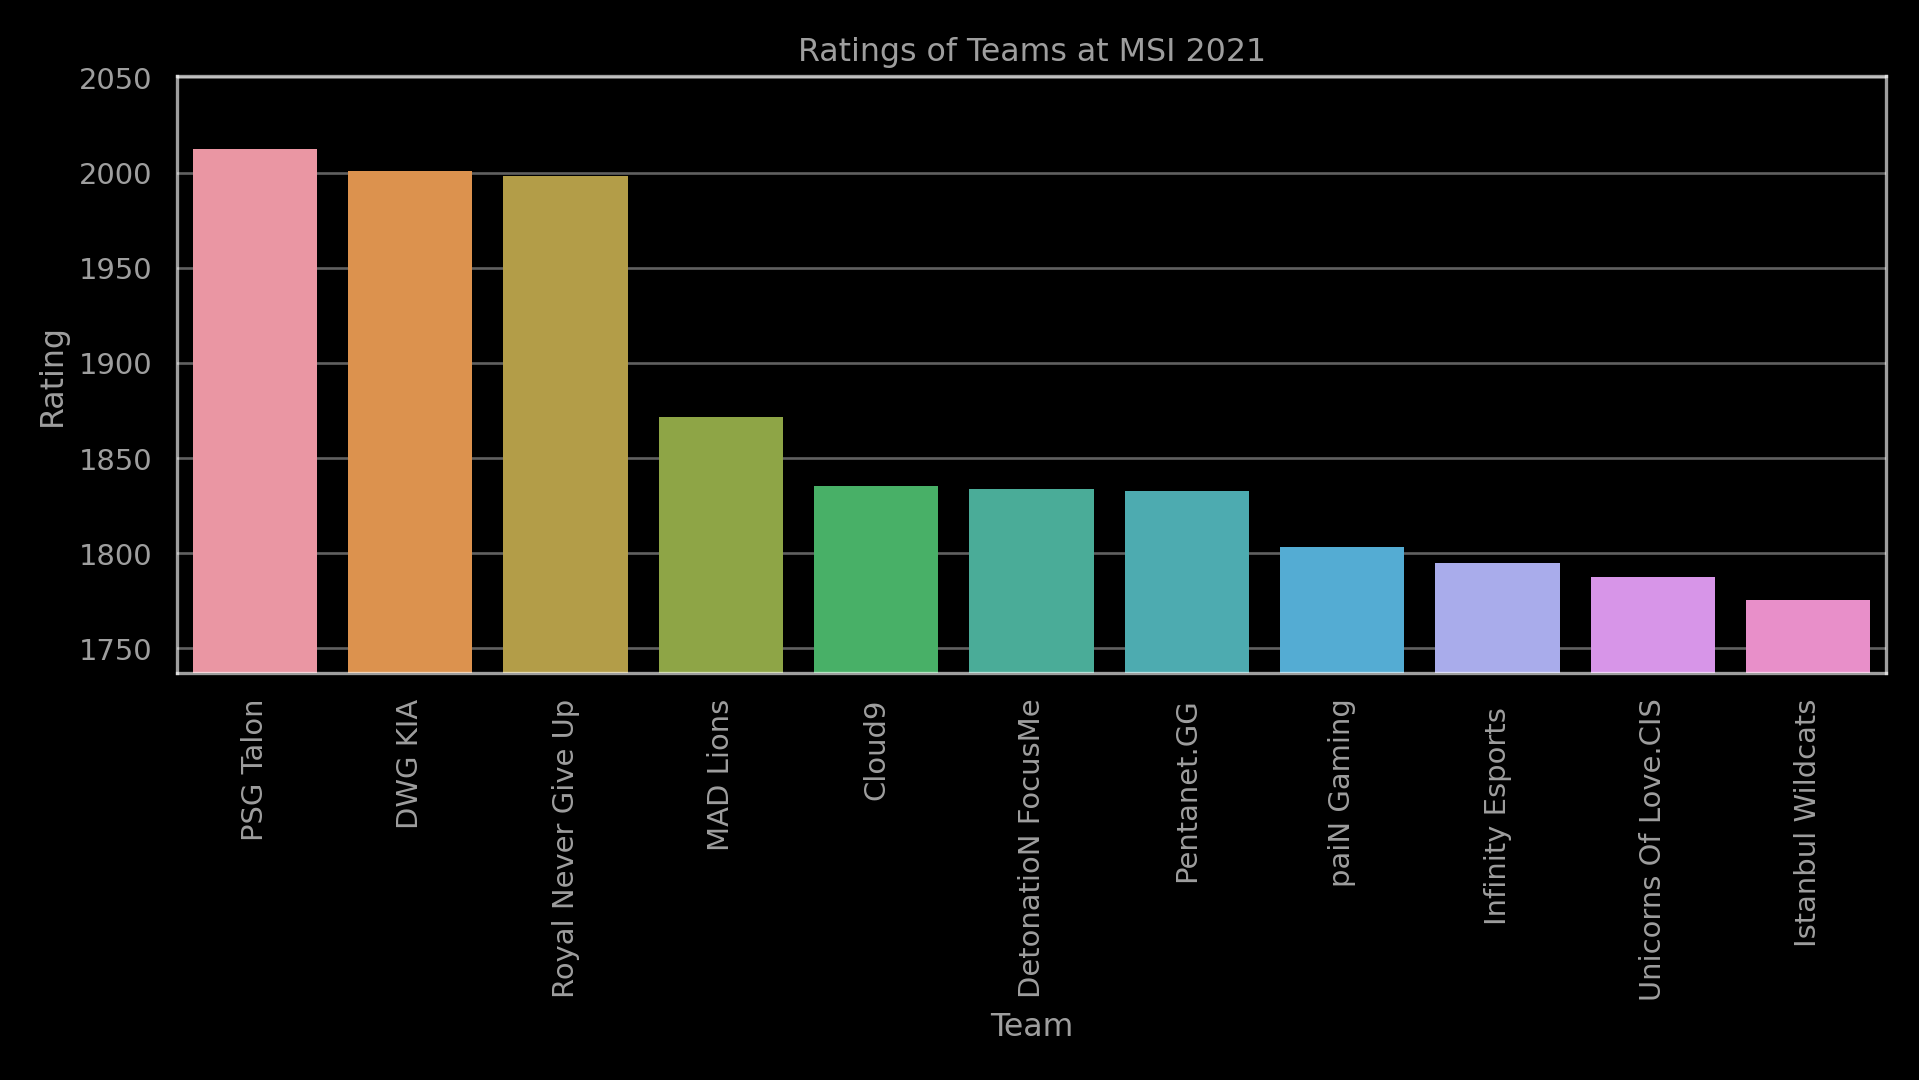 Ratings of Teams at MSI 2021
2050
2000
1950
1900
1850
1800
1750
Rating
PSG Talon
DWG KIA
Royal Never Give Up
MAD Lions
Cloud9
DetonatioN FocusMe
Pentanet.GG
paiN Gaming
Infinity Esports
Unicorns Of Love.CIS
Istanbul Wildcats
Team